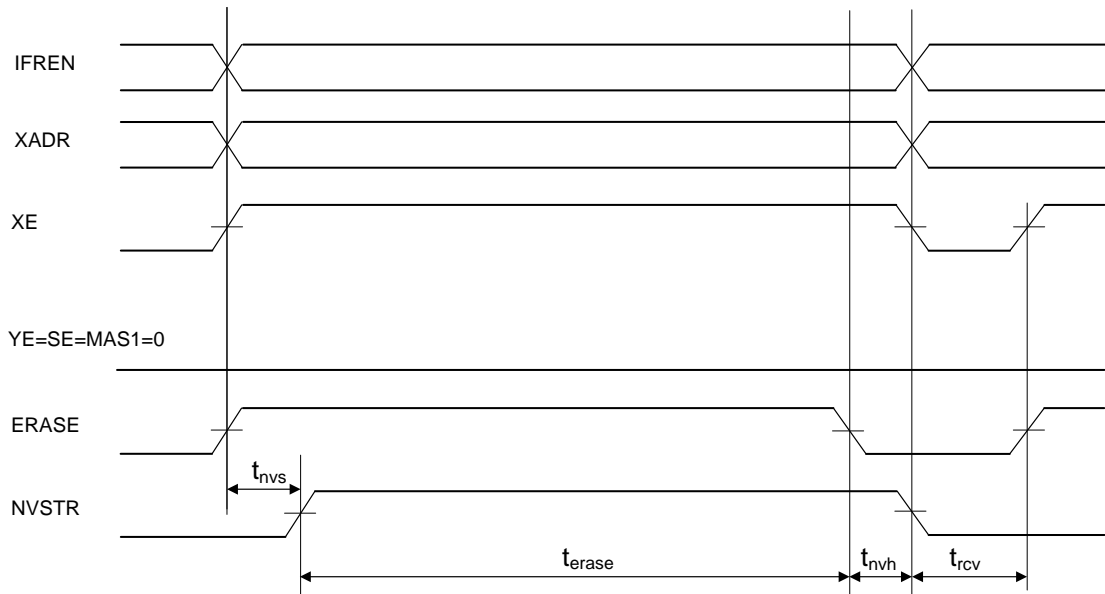 IFREN
XADR
XE
YE=SE=MAS1=0
ERASE
tnvs
NVSTR
terase
tnvh
trcv